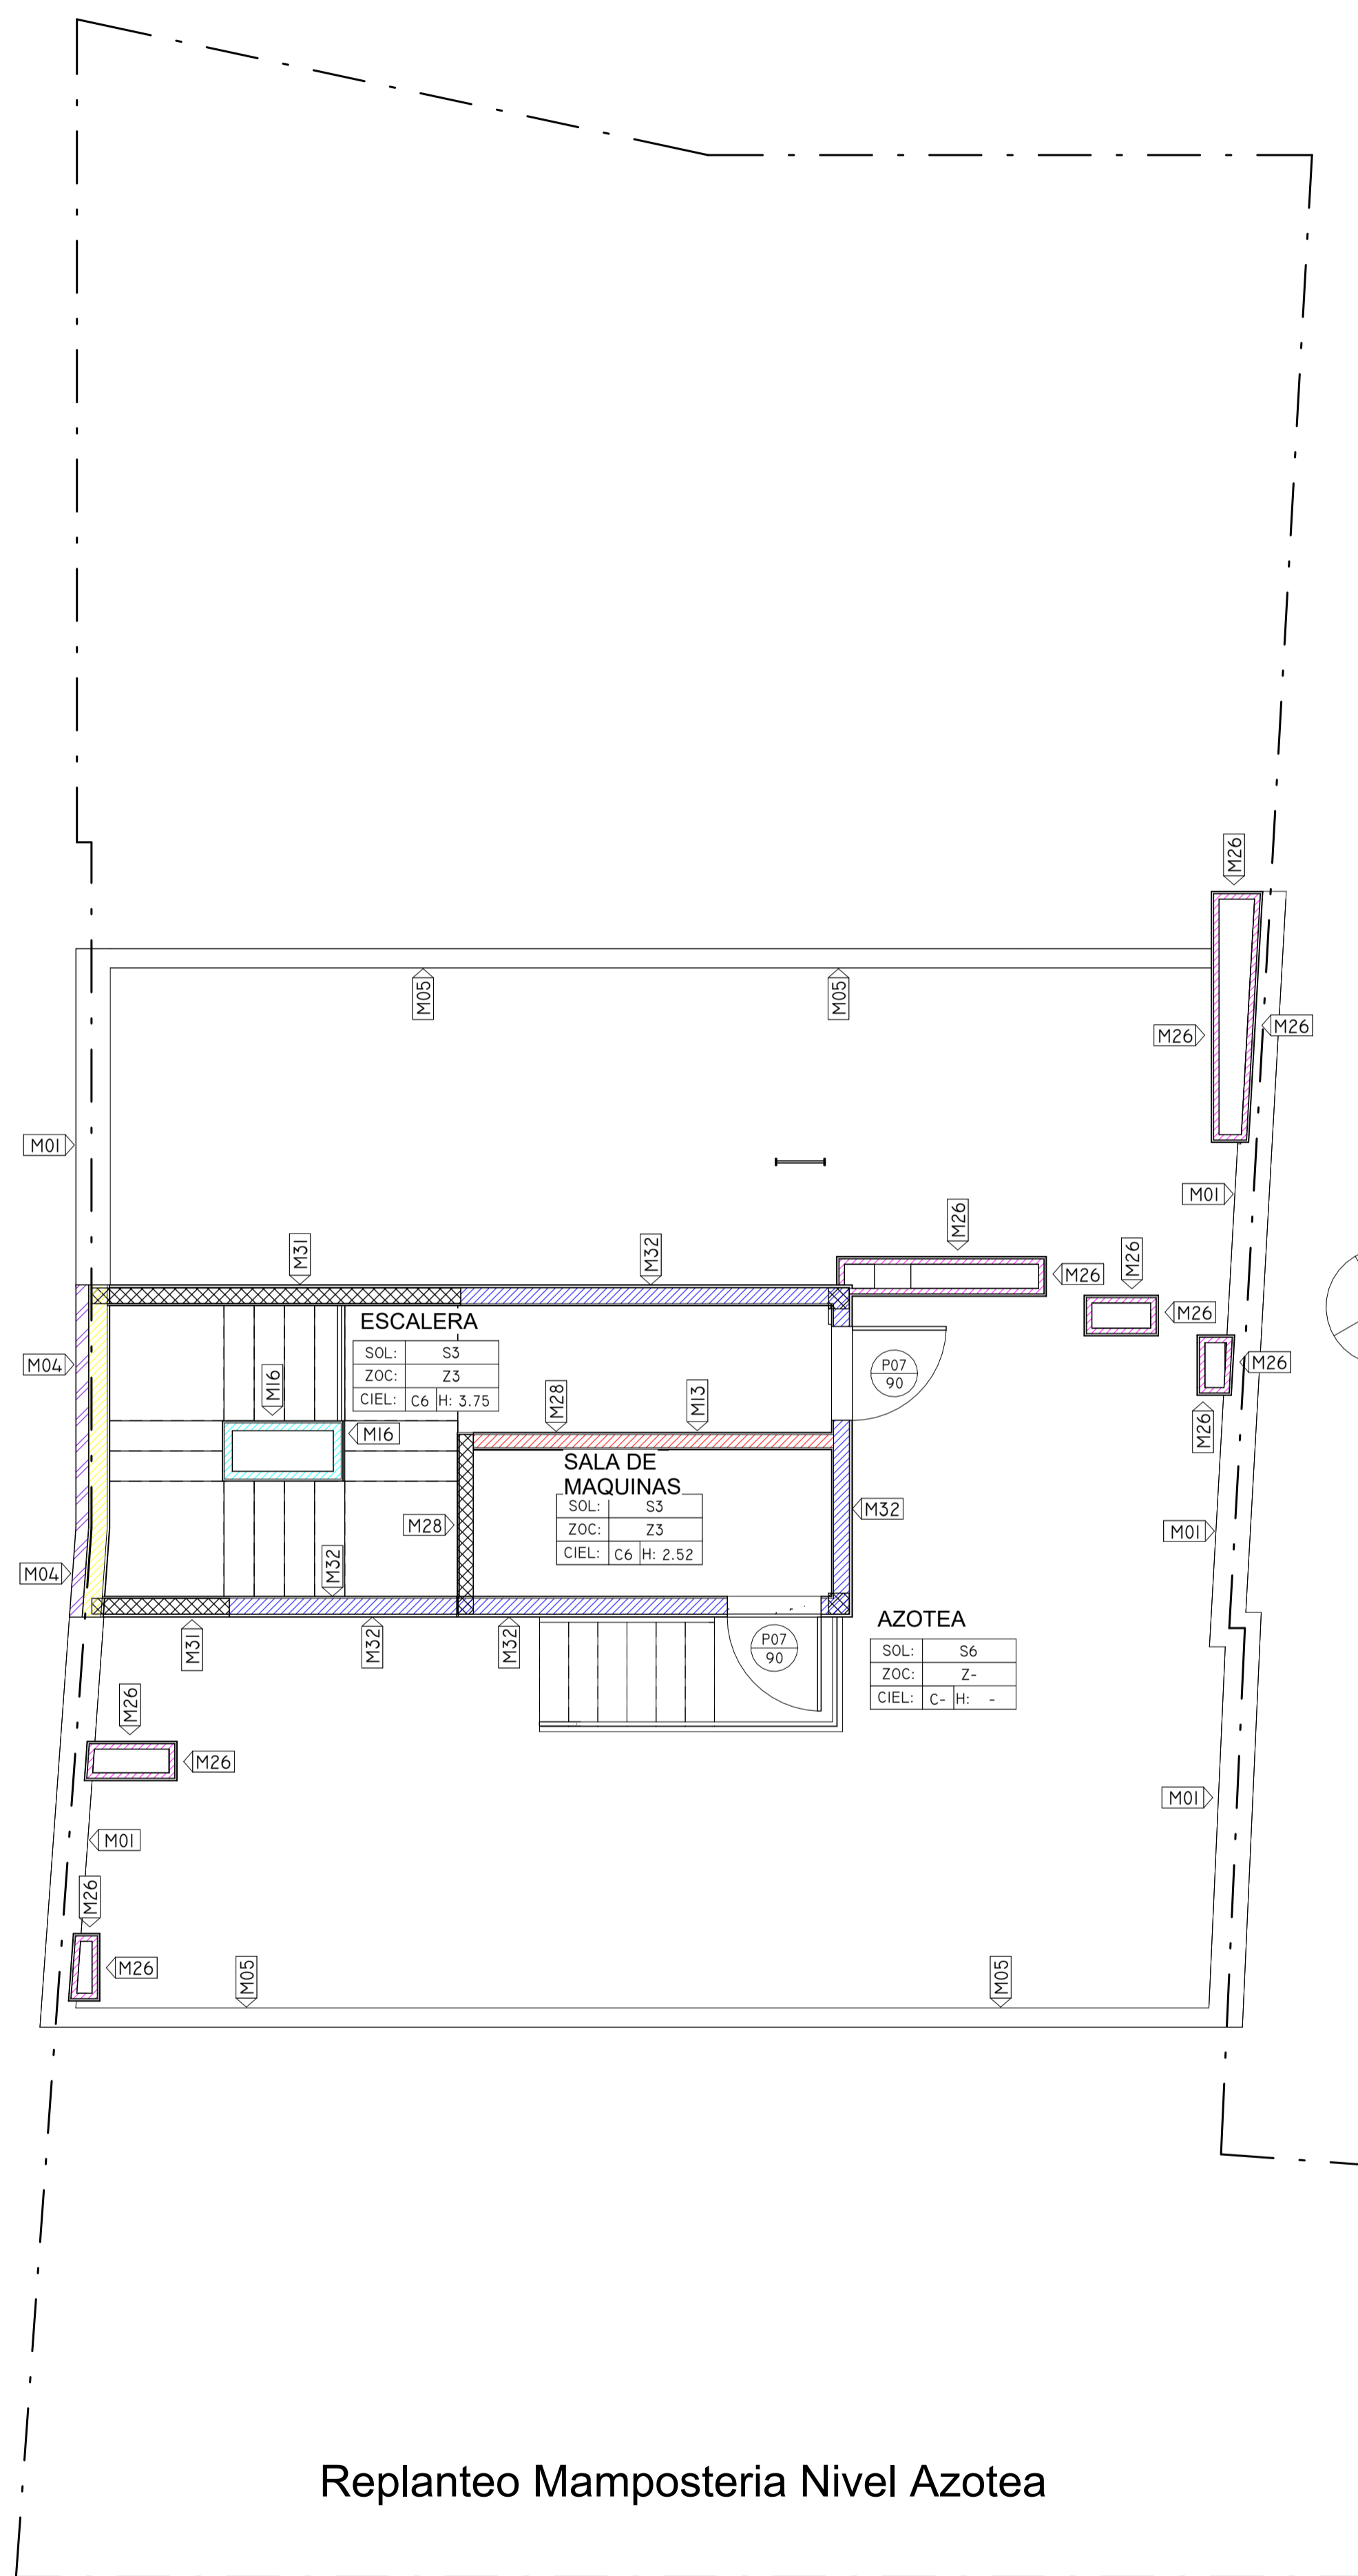 M26
M05
M05
M26
M26
M01
M01
M31
M32
M26
M26
M26
M26
M26
M26
ESCALERA
SOL: S3
ZOC: Z3
CIEL: C6 H: 3.75
P07
90
M04
M16
M16
M28
M13
SALA DE
MAQUINAS
SOL: S3
ZOC: Z3
CIEL: C6 H: 2.52
M28
M32
M32
M01
M04
M31
M32
M32
P07
90
AZOTEA
SOL: S6
ZOC: Z-
CIEL: C- H: -
M26
M26
M01
M01
M26
M26
M05
M05
Replanteo Mamposteria Nivel Azotea